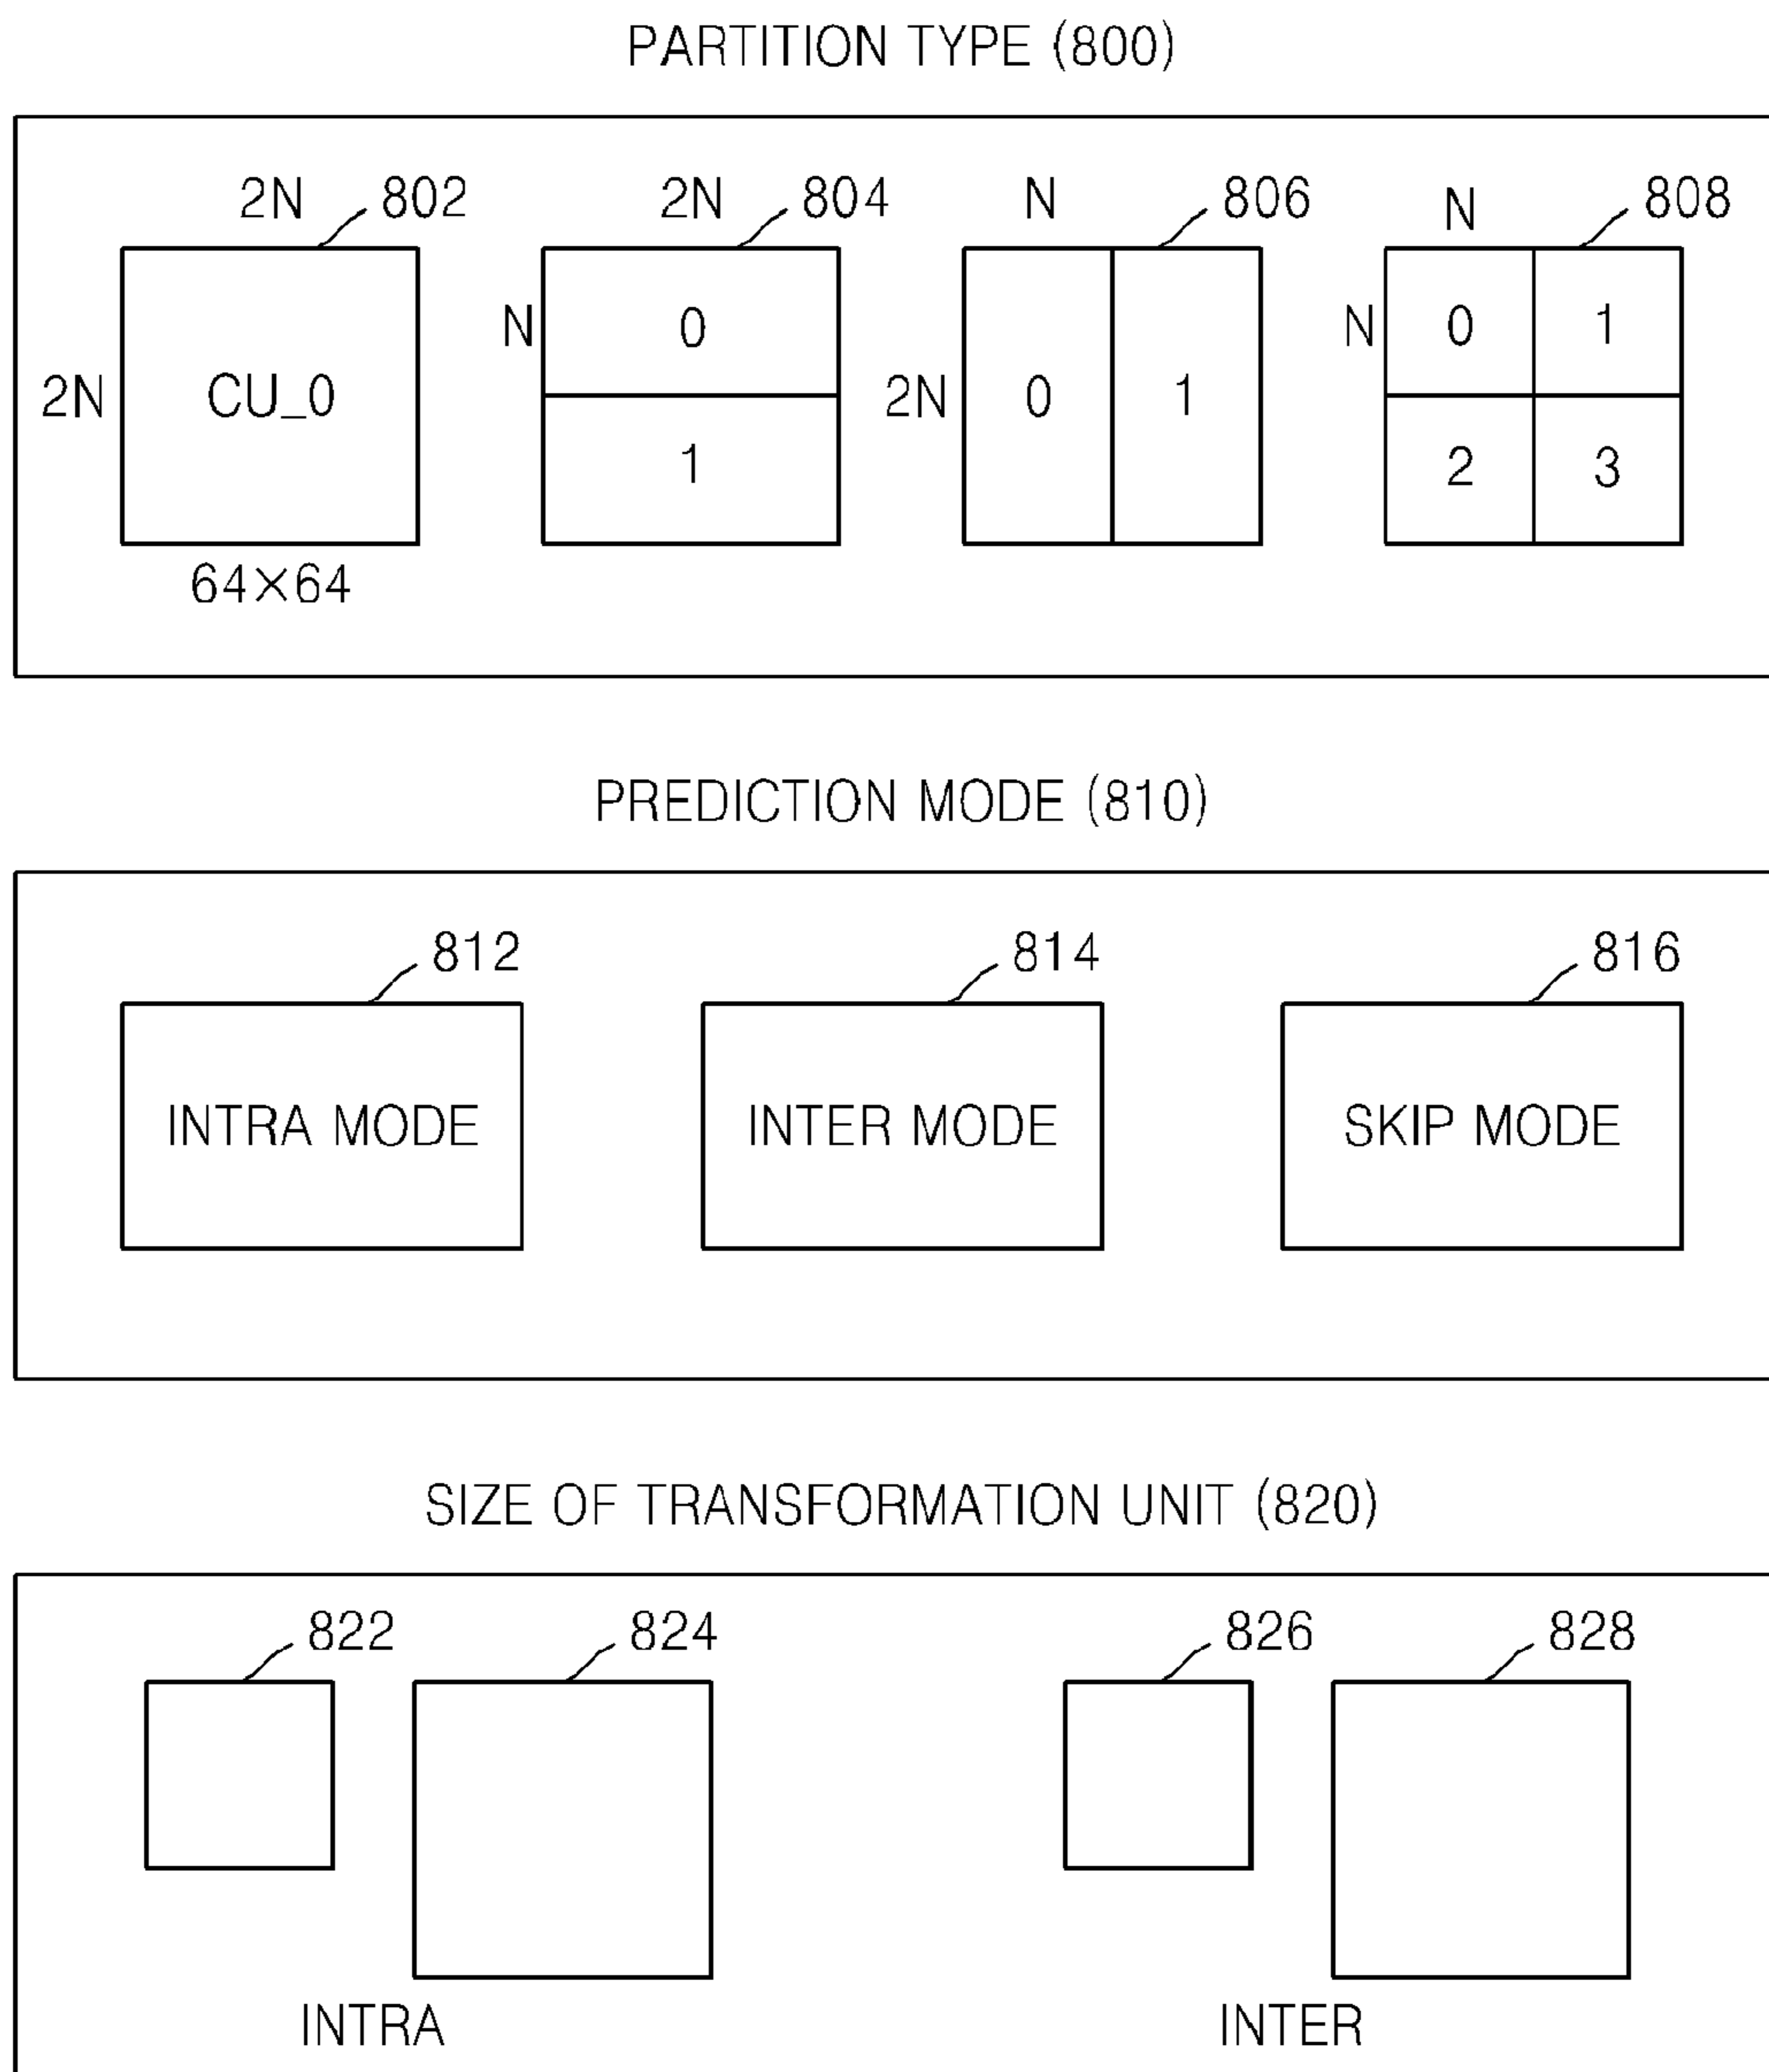 PARTITION TYPE (800)
2N 802 2N 804 N 806 N 808
N 0 N 0 1
2N CU_0 2N 0 1
1 2 3
64×64
PREDICTION MODE (810)
812 814 816
INTRA MODE INTER MODE SKIP MODE
SIZE OF TRANSFORMATION UNIT (820)
822 824 826 828
INTRA INTER